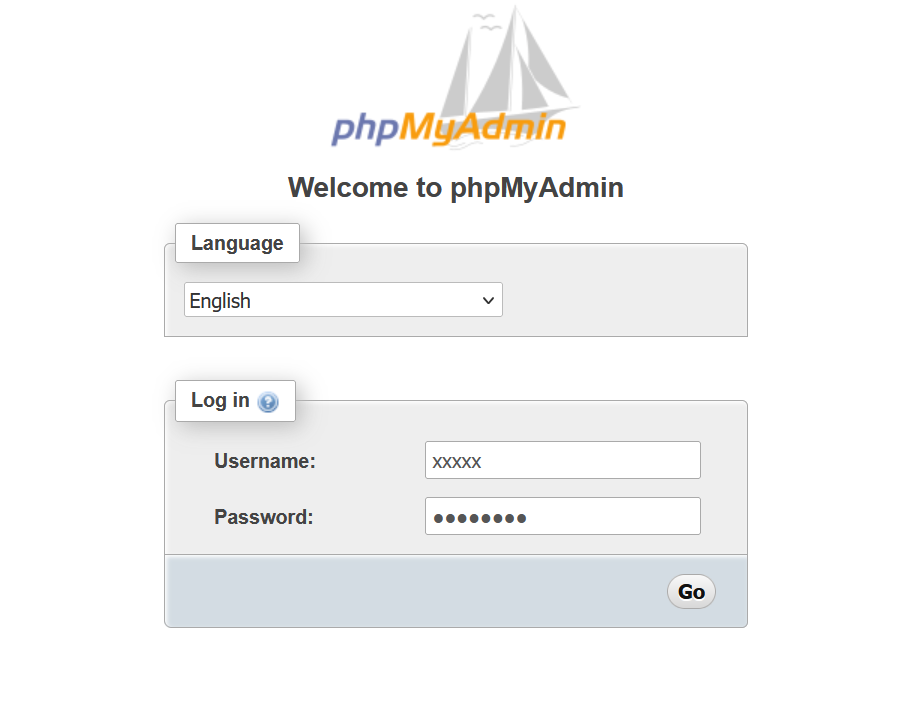 phpMyAdmin
Welcome to phpMyAdmin
Language
English
Log in ?
Username:
xxxxx
Password:
●●●●●●●●
Go